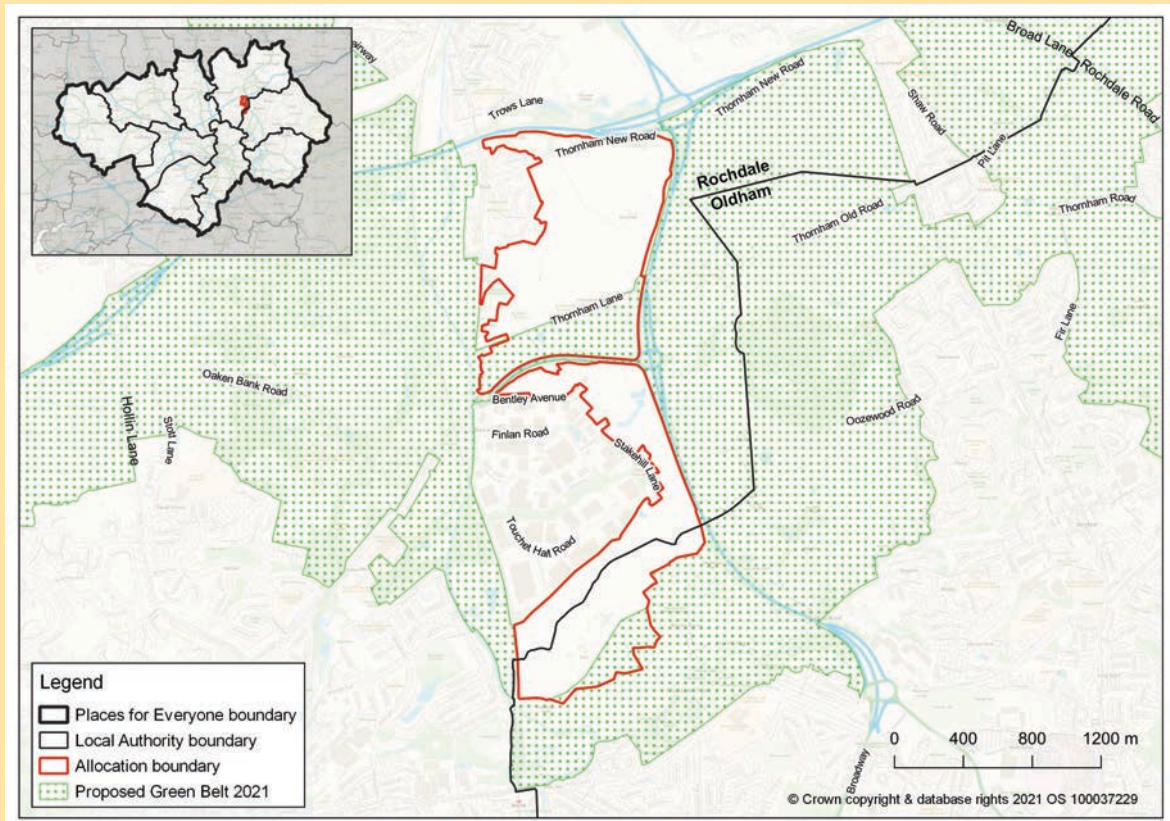 airway
Trows Lane
Thornham New Road
Thornham New Road
Broad Lane
Rochdale Road
Shaw Road
Pit Lane
Rochdale
Oldham
Thornham Old Road
Thornham Road
Thornham Lane
Fir Lane
Oaken Bank Road
Hollin Lane
Stott Lane
Bentley Avenue
Finlan Road
Stakehill Lane
Oozewood Road
Touchet Hall Road
Broadway
Legend
Places for Everyone boundary
Local Authority boundary
Allocation boundary
Proposed Green Belt 2021
0 400 800 1200 m
© Crown copyright & database rights 2021 OS 100037229